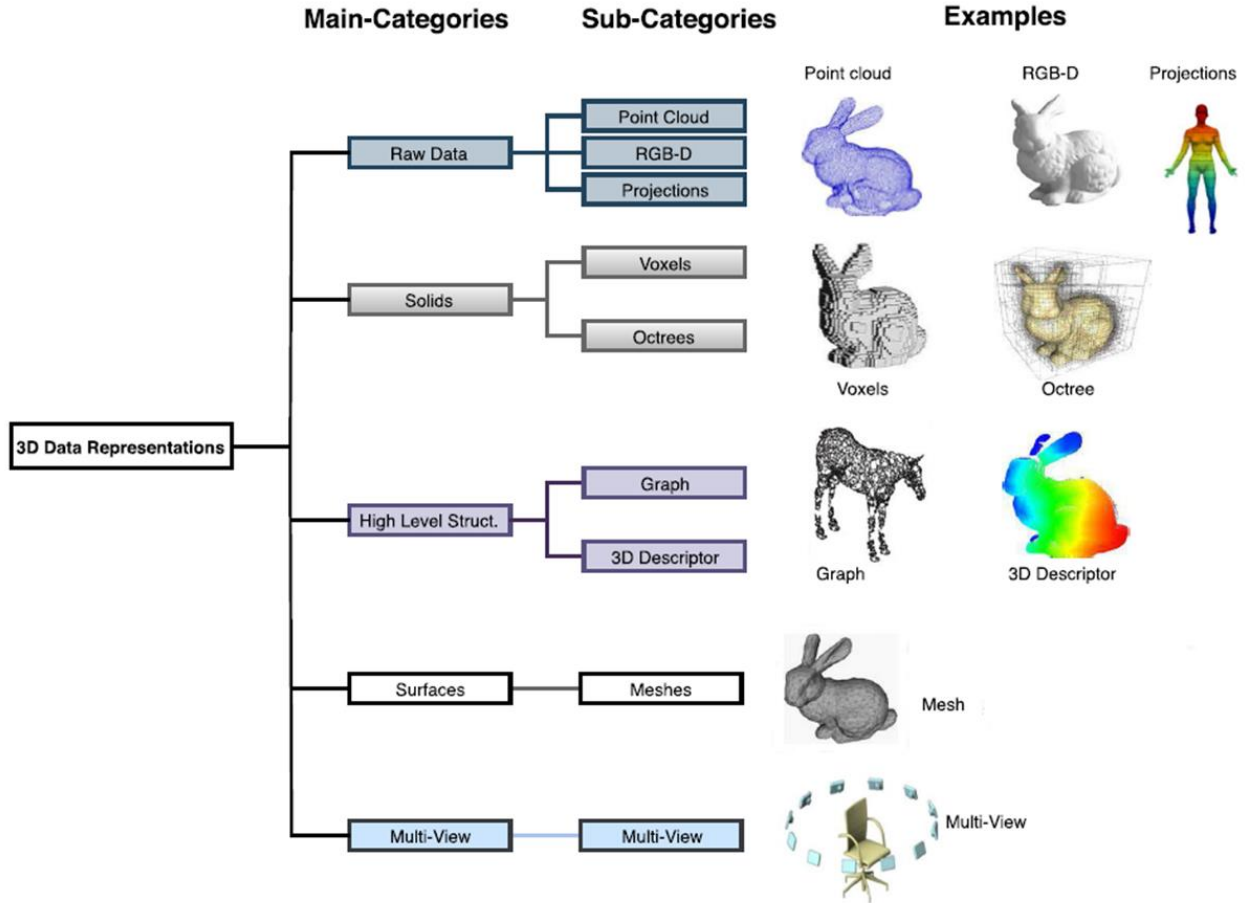 Main-Categories
Sub-Categories
Examples
Point cloud
RGB-D
Projections
Point Cloud
Raw Data
RGB-D
Projections
Voxels
Solids
Octrees
Voxels
Octree
3D Data Representations
Graph
High Level Struct.
3D Descriptor
Graph
3D Descriptor
Surfaces
Meshes
Mesh
Multi-View
Multi-View
Multi-View